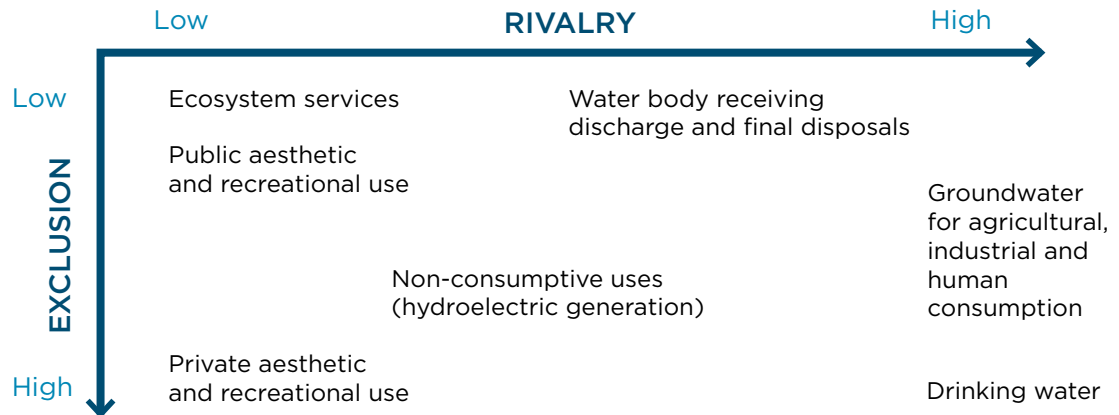 Low
RIVALRY
High
Low
Ecosystem services
Water body receiving
discharge and final disposals
Public aesthetic
and recreational use
EXCLUSION
Groundwater
for agricultural,
industrial and
human
consumption
Non-consumptive uses
(hydroelectric generation)
High
Private aesthetic
and recreational use
Drinking water